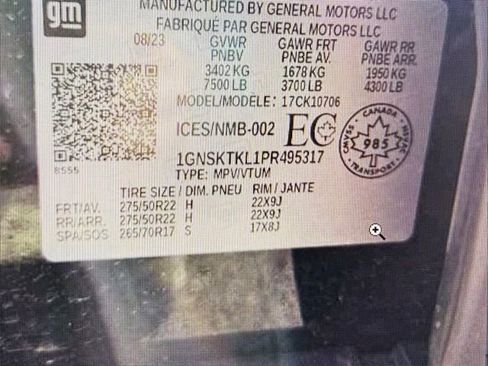 gm
MANUFACTURED BY GENERAL MOTORS LLC
FABRIQUÉ PAR GENERAL MOTORS LLC
08/23 GVWR GAWR FRT GAWR RR
PNBV PNBE AV. PNBE ARR.
3402 KG 1678 KG 1950 KG
7500 LB 3700 LB 4300 LB
MODEL/MODÈLE: 17CK10706
ICES/NMB-002 EC
CANADA
CMVSS TRANSPORT NSVAC
985
1GNSKTKL1PR495317
8555
TYPE: MPV/VTUM
TIRE SIZE / DIM. PNEU RIM / JANTE
FRT/AV. 275/50R22 H 22X9J
RR/ARR. 275/50R22 H 22X9J
SPA/SOS 265/70R17 S 17X8J